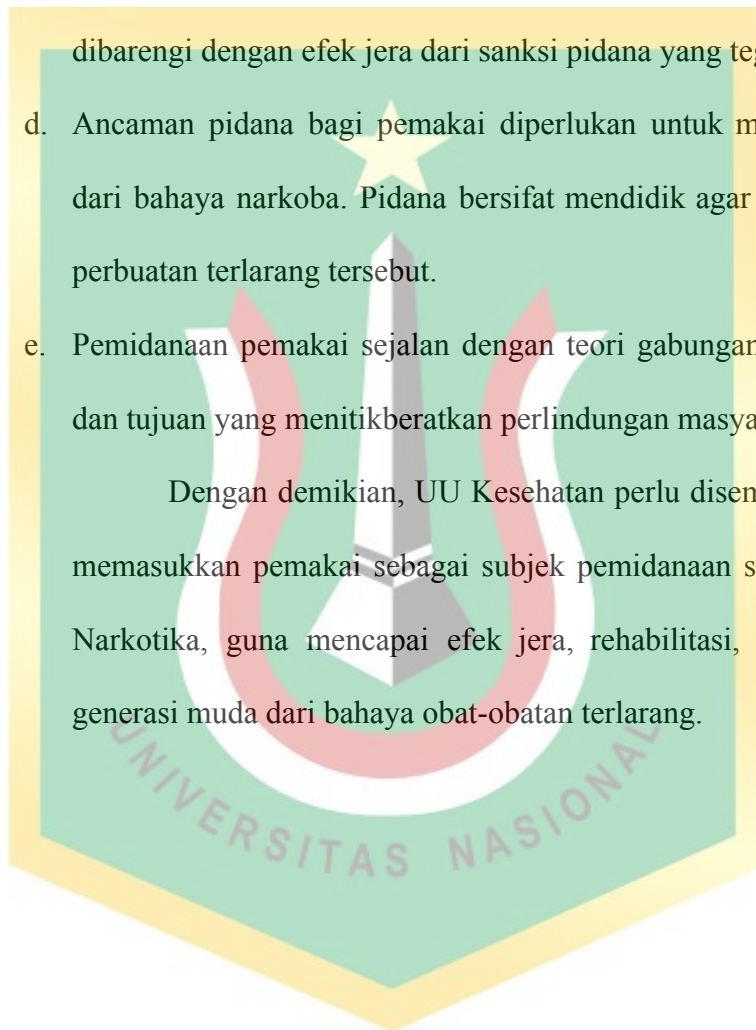 dibarengi dengan efek jera dari sanksi pidana yang
d. Ancaman pidana bagi pemakai diperlukan untuk
dari bahaya narkoba. Pidana bersifat mendidik agar
perbuatan terlarang tersebut.
e. Pemidanaan pemakai sejalan dengan teori gabungan
dan tujuan yang menitikberatkan perlindungan
Dengan demikian, UU Kesehatan perlu
memasukkan pemakai sebagai subjek pemidanaan
Narkotika, guna mencapai efek jera, rehabilitasi,
generasi muda dari bahaya obat-obatan terlarang.
UNIVERSITAS NASIONAL